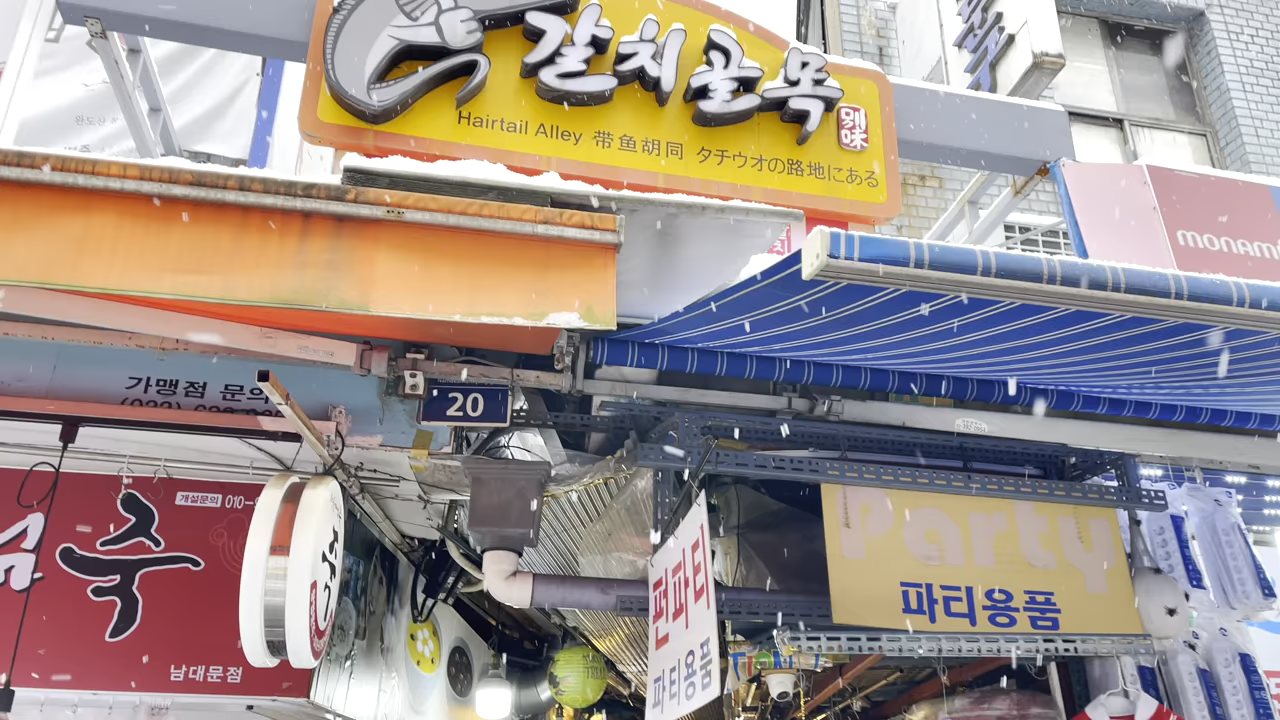 갈치골목
別味
Hairtail Alley 带鱼胡同 タチウオの路地にある
monami
가맹점 문의
20
개설문의 010-
수
남대문점
펀파티
파티용품
Party
파티용품